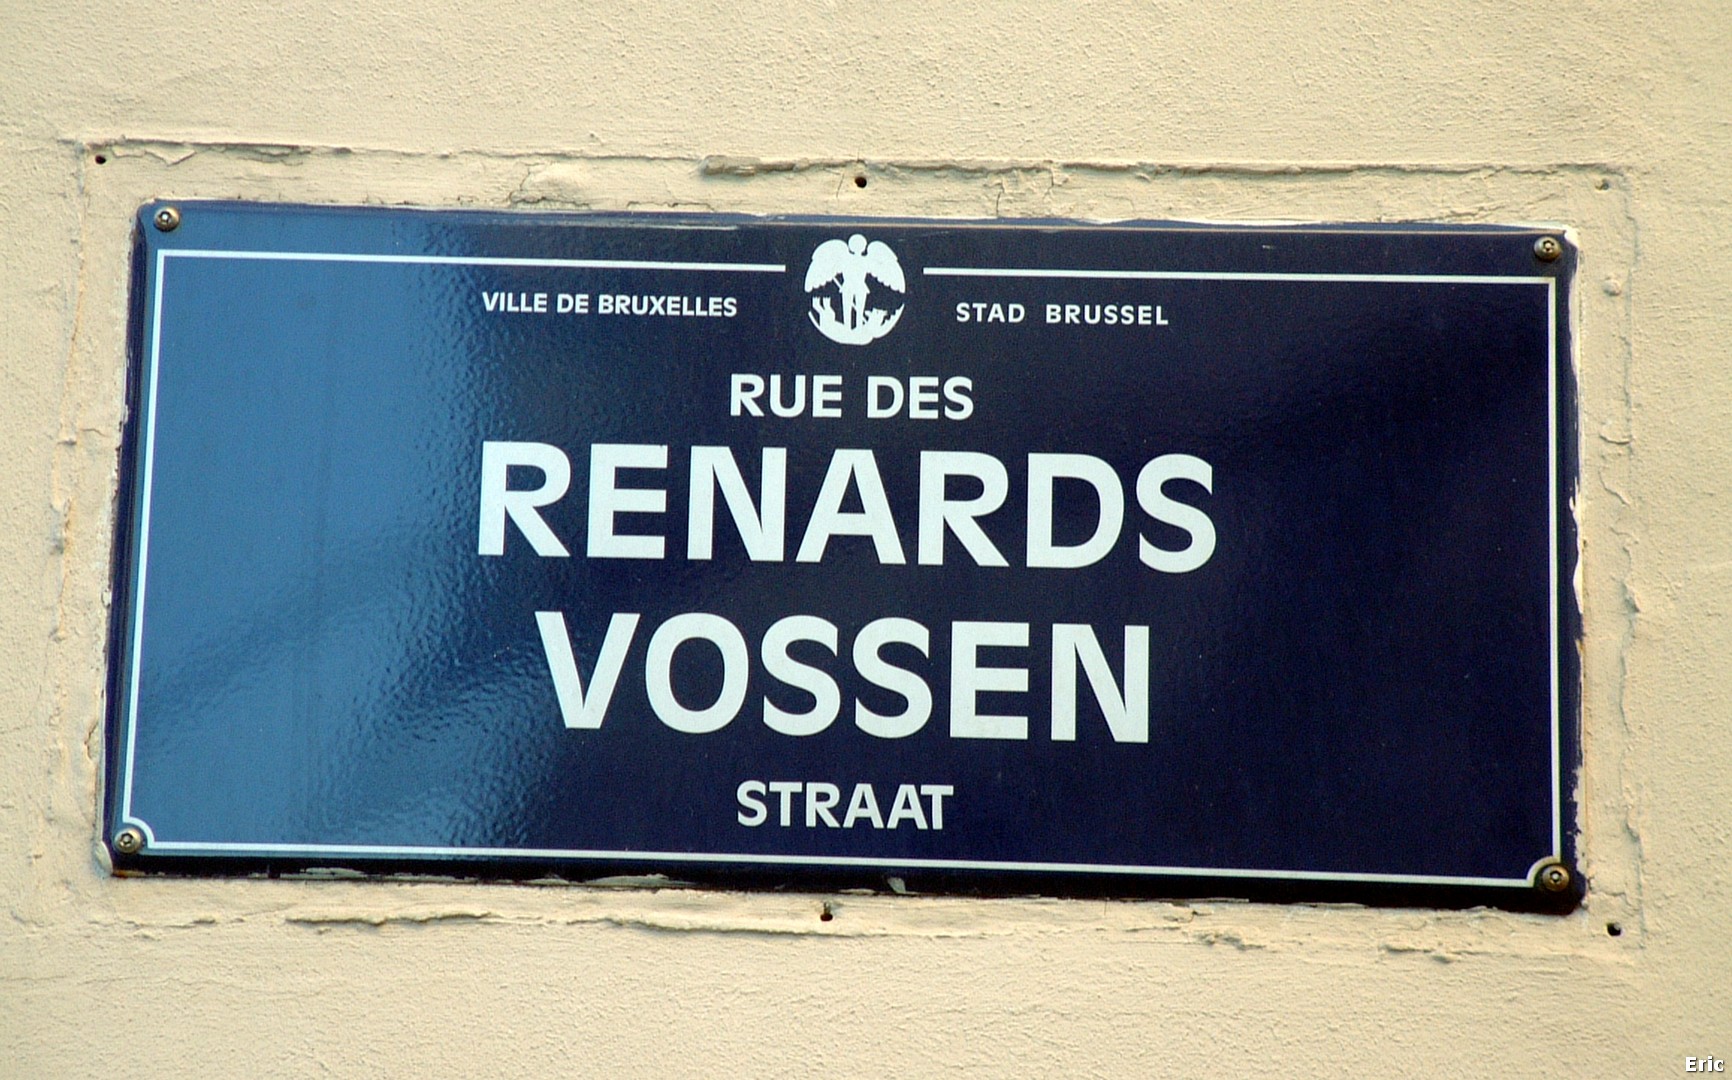 VILLE DE BRUXELLES STAD BRUSSEL
RUE DES
RENARDS
VOSSEN
STRAAT
Eric